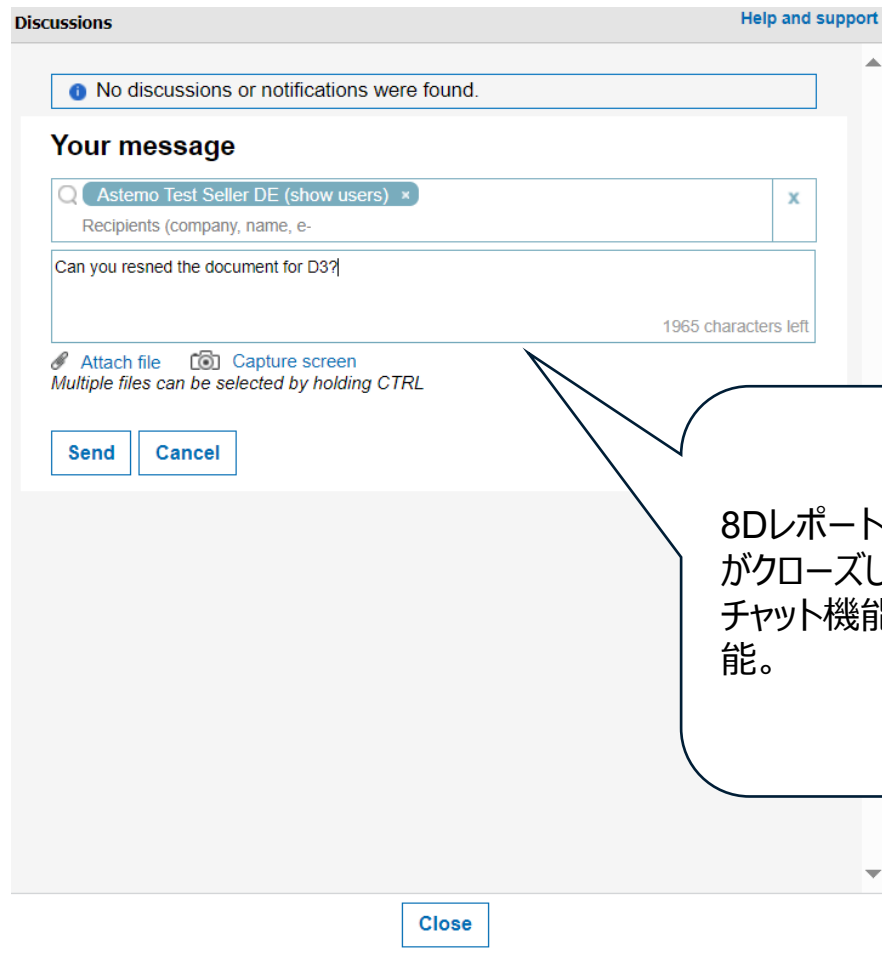 Discussions
Help and support
No discussions or notifications were found.
Your message
Astemo Test Seller DE (show users) ×
x
Recipients (company, name, e-
Can you resned the document for D3?
1965 characters left
Attach file Capture screen
Multiple files can be selected by holding CTRL
Send Cancel
8Dレポート
がクローズし
チャット機能
能。
Close